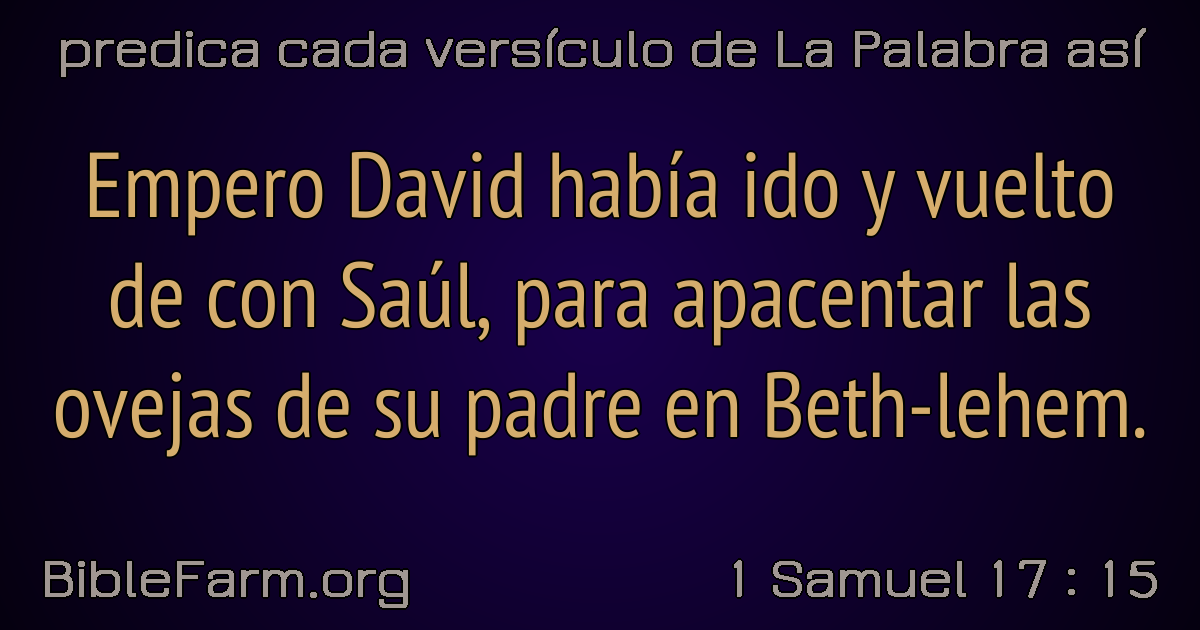 predica cada versículo de La Palabra así
Empero David había ido y vuelto
de con Saúl, para apacentar las
ovejas de su padre en Beth-lehem.
BibleFarm.org
1 Samuel 17 : 15